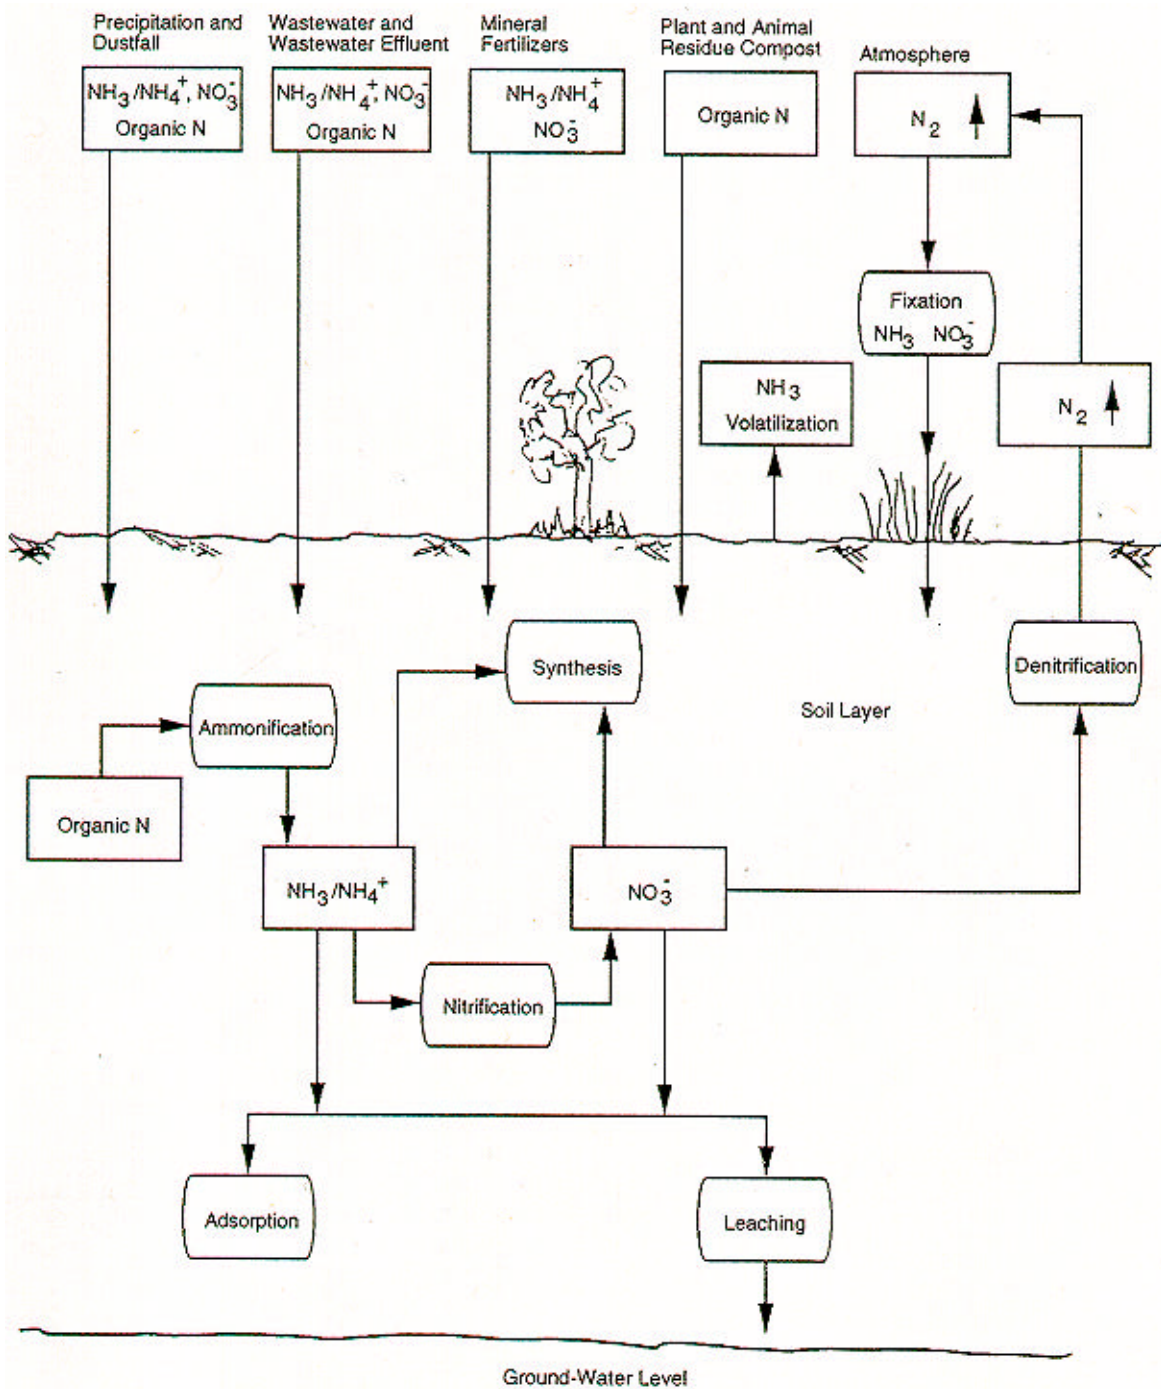 Precipitation and
Dustfall
Wastewater and
Wastewater Effluent
Mineral
Fertilizers
Plant and Animal
Residue Compost
Atmosphere
NH₃/NH₄⁺, NO₃⁻
Organic N
NH₃/NH₄⁺, NO₃⁻
Organic N
NH₃/NH₄⁺
NO₃⁻
Organic N
N₂
Fixation
NH₃ NO₃⁻
NH₃
Volatilization
N₂
Synthesis
Denitrification
Soil Layer
Ammonification
Organic N
NH₃/NH₄⁺
NO₃⁻
Nitrification
Adsorption
Leaching
Ground-Water Level